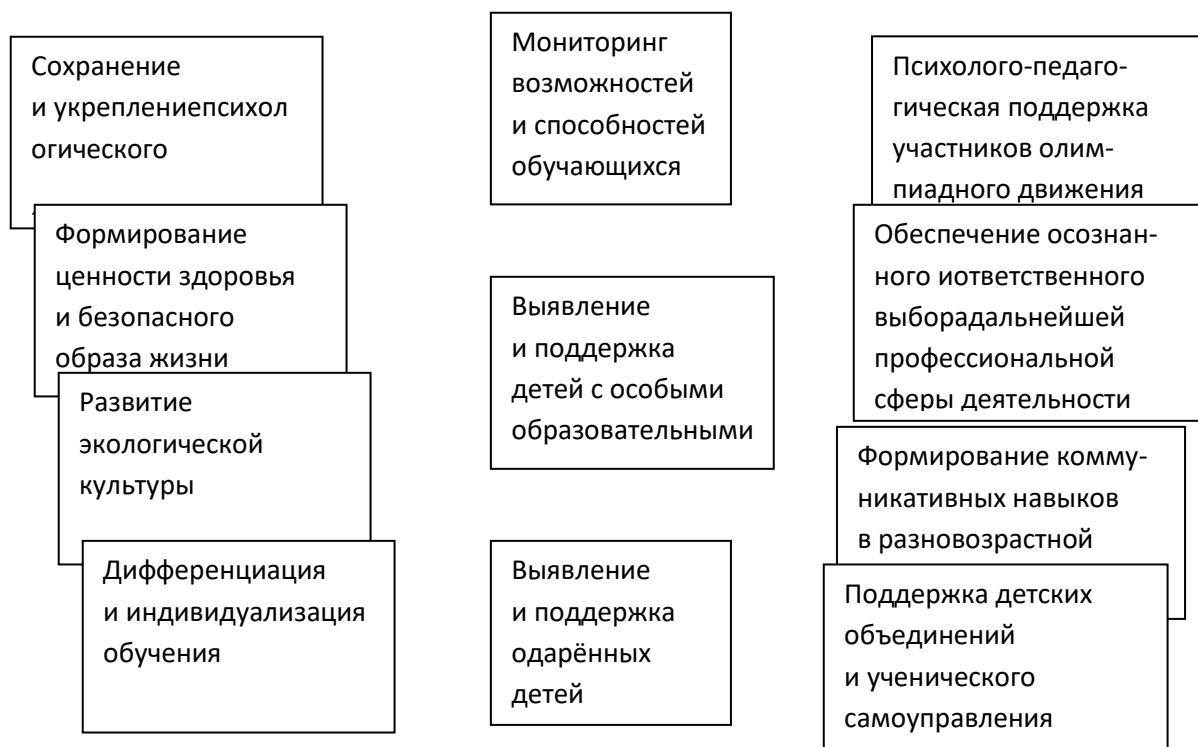 Сохранение
и укреплениепсихол
огического
Формирование
ценности здоровья
и безопасного
образа жизни
Развитие
экологической
культуры
Дифференциация
и индивидуализация
обучения
Мониторинг
возможностей
и способностей
обучающихся
Выявление
и поддержка
детей с особыми
образовательными
Выявление
и поддержка
одарённых
детей
Психолого-педаго-
гическая поддержка
участников олим-
пиадного движения
Обеспечение осознан-
ного иответственного
выборадальнейшей
профессиональной
сферы деятельности
Формирование комму-
никативных навыков
в разновозрастной
Поддержка детских
объединений
и ученического
самоуправления